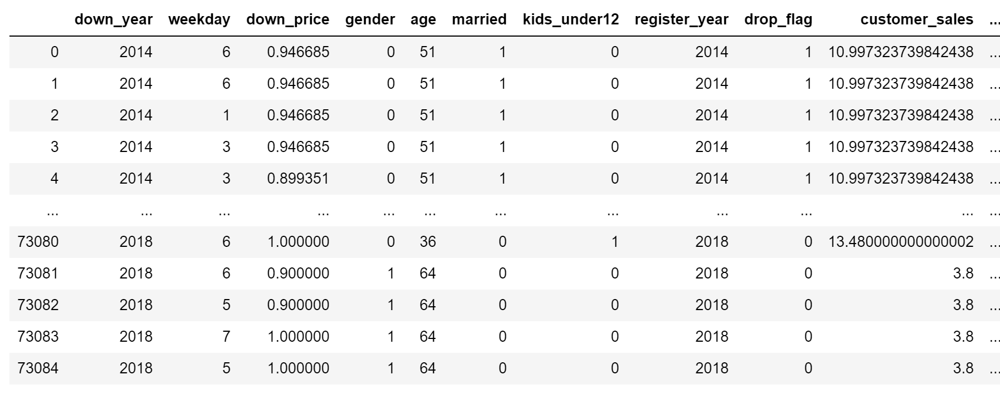 down_year weekday down_price gender age married kids_under12 register_year drop_flag customer_sales ...
0 2014 6 0.946685 0 51 1 0 2014 1 10.997323739842438 ...
1 2014 6 0.946685 0 51 1 0 2014 1 10.997323739842438 ...
2 2014 1 0.946685 0 51 1 0 2014 1 10.997323739842438 ...
3 2014 3 0.946685 0 51 1 0 2014 1 10.997323739842438 ...
4 2014 3 0.899351 0 51 1 0 2014 1 10.997323739842438 ...
... ... ... ... ... ... ... ... ... ... ... ...
73080 2018 6 1.000000 0 36 0 1 2018 0 13.480000000000002 ...
73081 2018 6 0.900000 1 64 0 0 2018 0 3.8 ...
73082 2018 5 0.900000 1 64 0 0 2018 0 3.8 ...
73083 2018 7 1.000000 1 64 0 0 2018 0 3.8 ...
73084 2018 5 1.000000 1 64 0 0 2018 0 3.8 ...